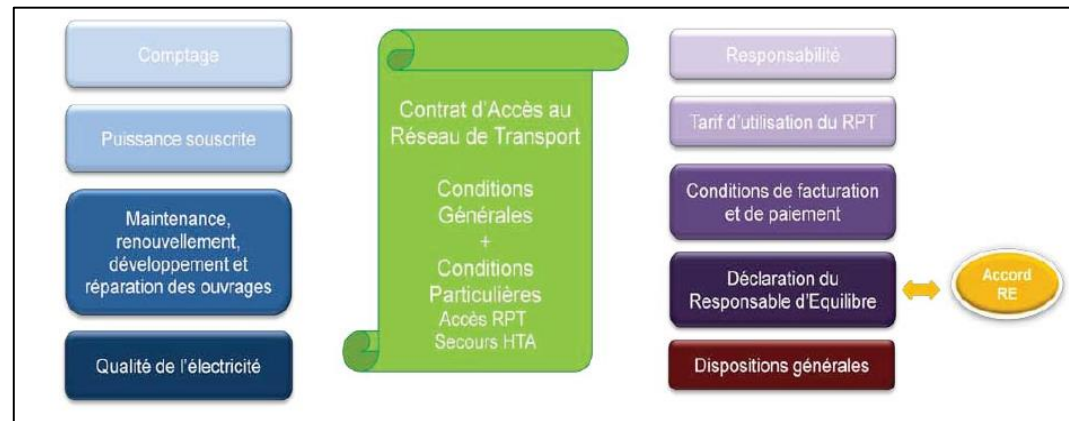 Comptage
Puissance souscrite
Maintenance,
renouvellement,
développement et
réparation des ouvrages
Qualité de l'électricité
Contrat d'Accès au
Réseau de Transport
Conditions
Générales
+
Conditions
Particulières
Accès RPT
Secours HTA
Responsabilité
Tarif d'utilisation du RPT
Conditions de facturation
et de paiement
Déclaration du
Responsable d'Equilibre
Dispositions générales
Accord
RE